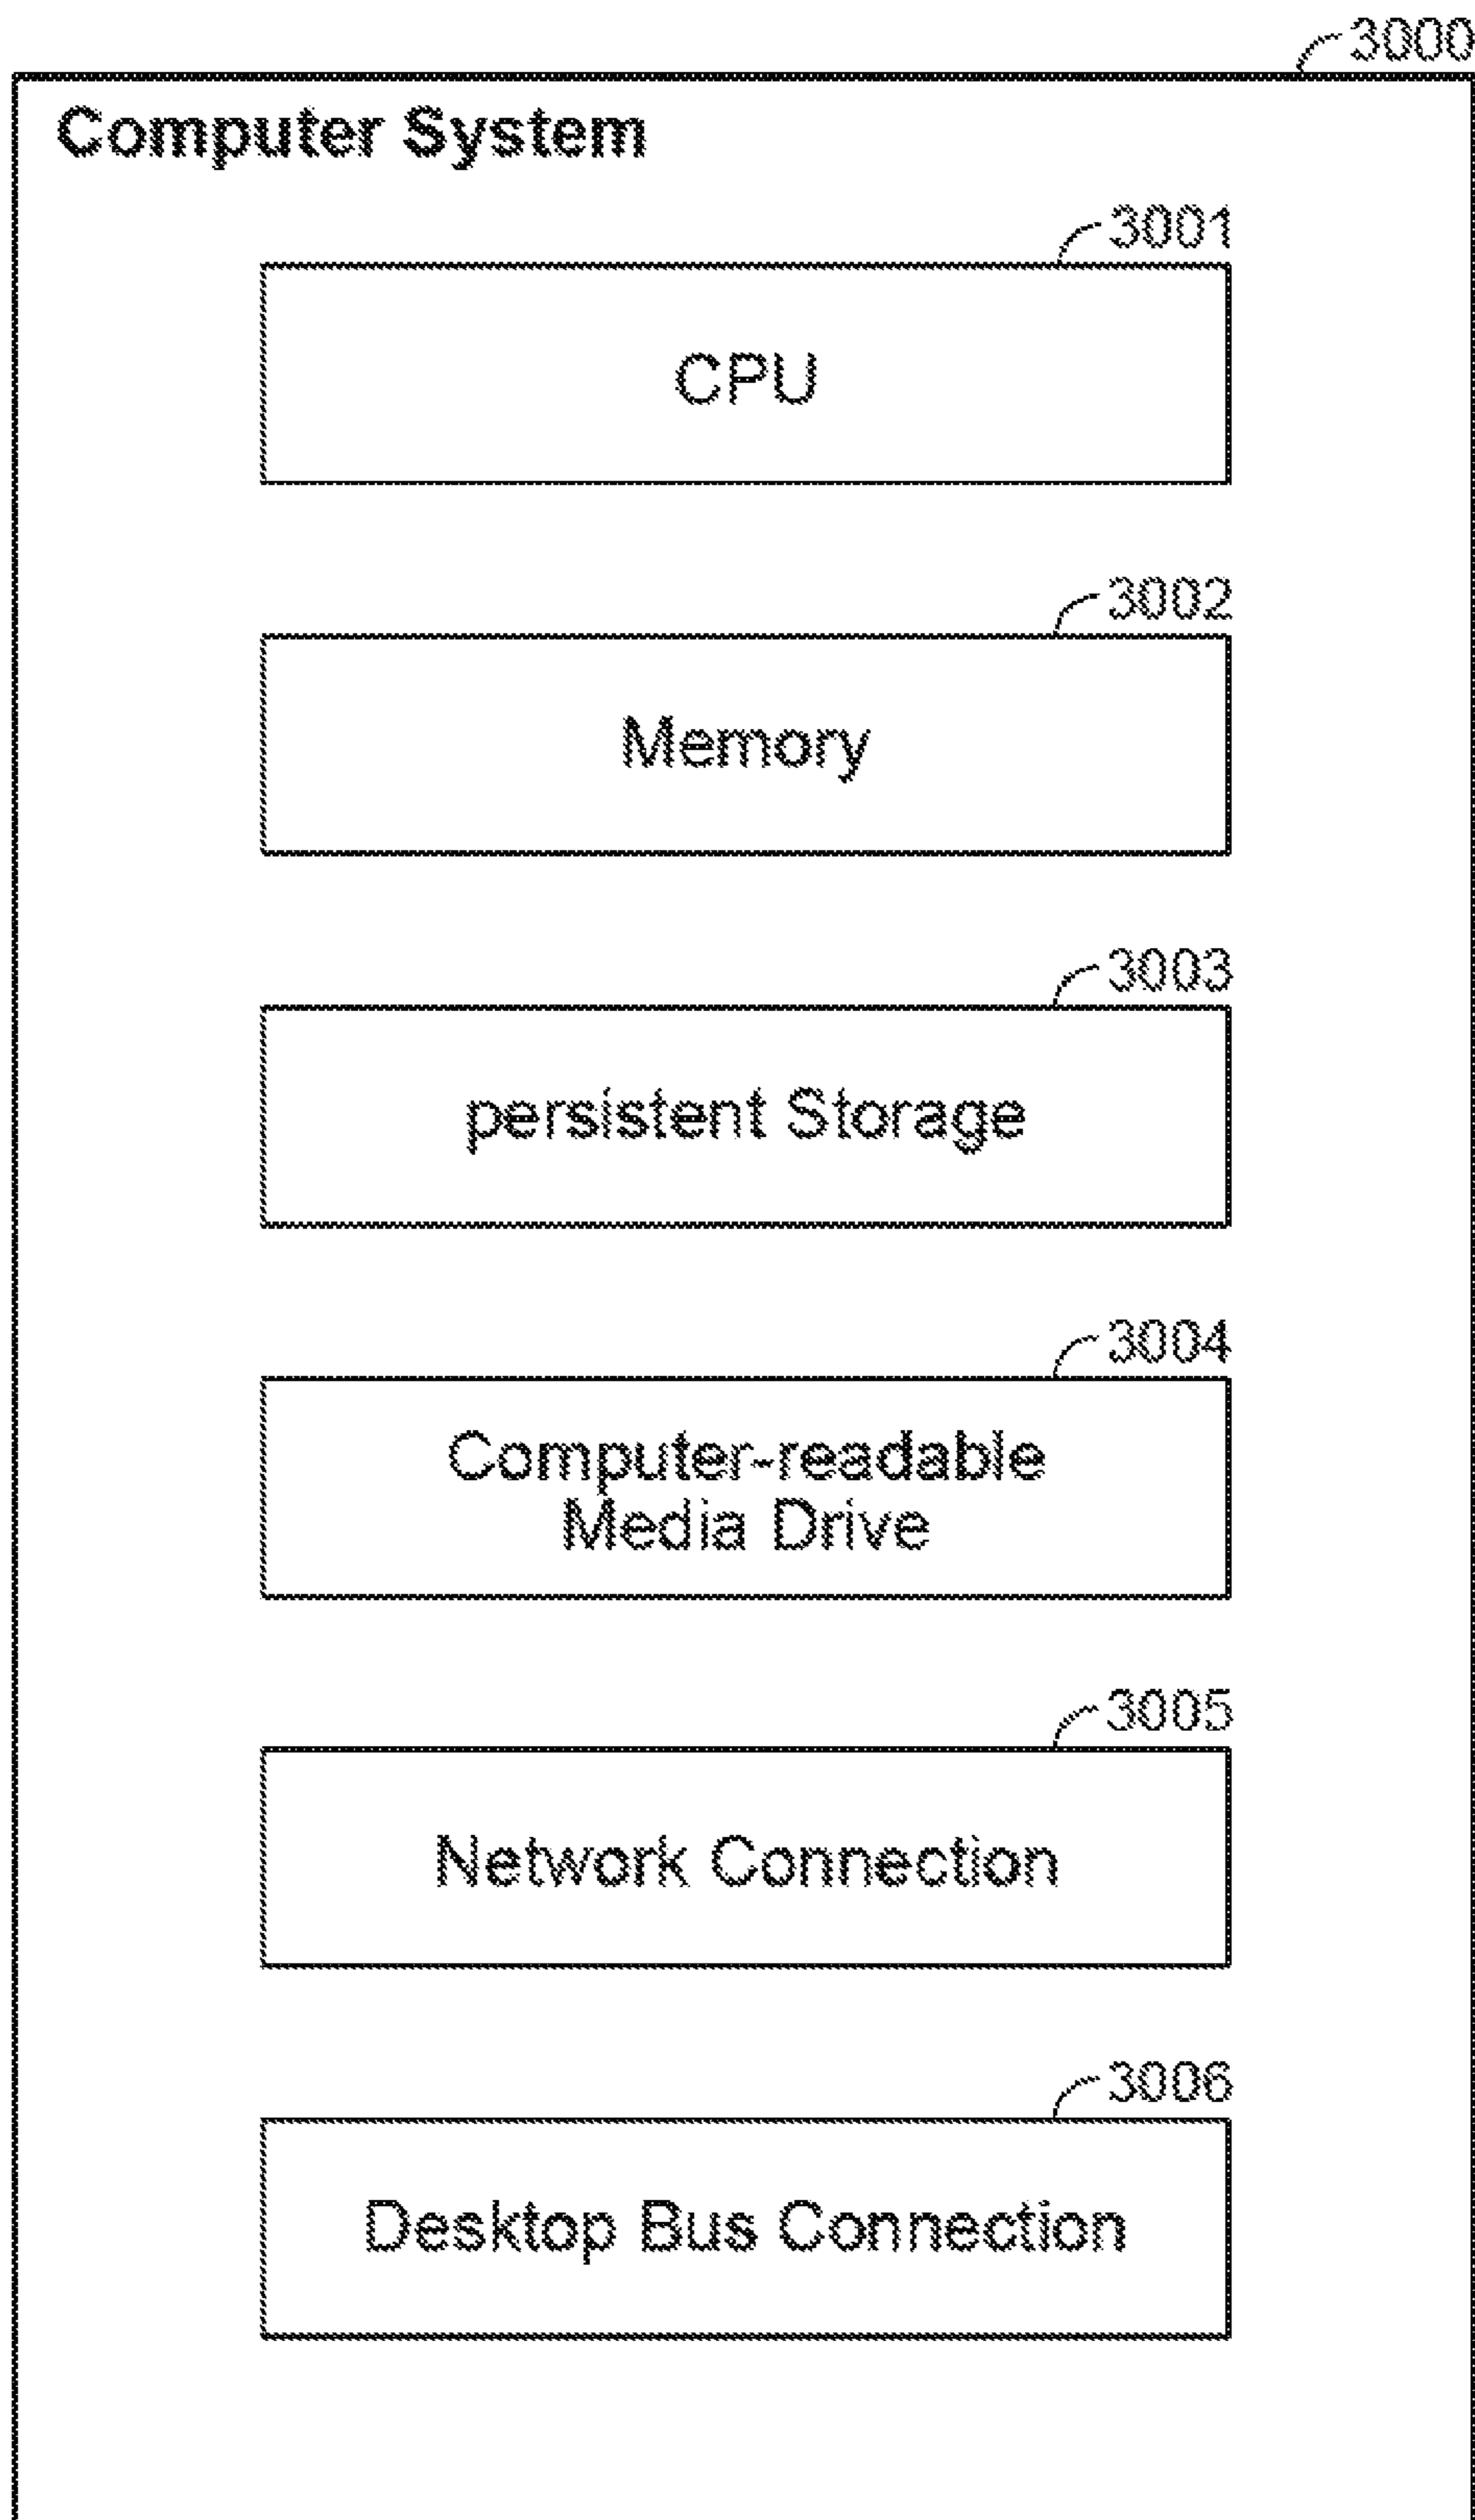 3000
Computer System
3001
CPU
3002
Memory
3003
persistent Storage
3004
Computer-readable
Media Drive
3005
Network Connection
3006
Desktop Bus Connection